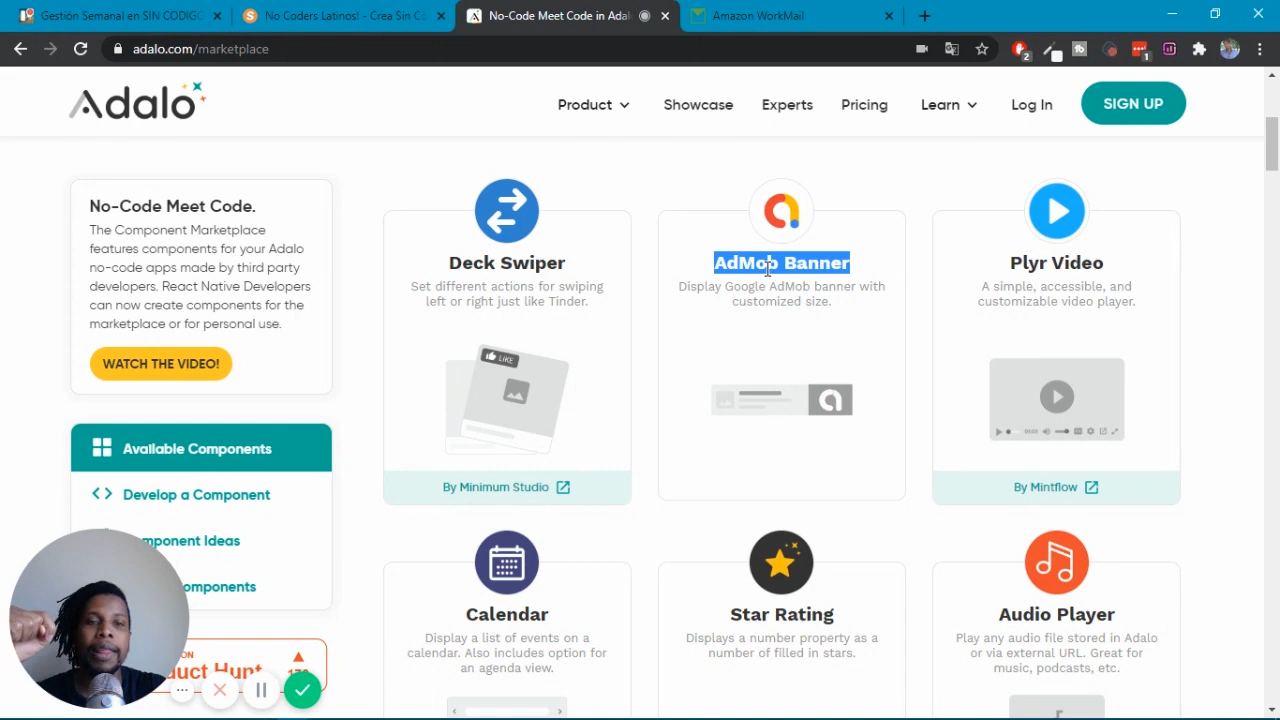 Gestión Semanal en SIN CODIGO
No Coders Latinos! - Crea Sin Có
No-Code Meet Code in Adal
Amazon WorkMail
adalo.com/marketplace
2
1
Adalo
Product
Showcase
Experts
Pricing
Learn
Log In
SIGN UP
No-Code Meet Code.
The Component Marketplace
features components for your Adalo
no-code apps made by third party
developers. React Native Developers
can now create components for the
marketplace or for personal use.
WATCH THE VIDEO!
Available Components
Develop a Component
mponent Ideas
omponents
ON
duct Hunt
Deck Swiper
Set different actions for swiping
left or right just like Tinder.
LIKE
By Minimum Studio
AdMob Banner
Display Google AdMob banner with
customized size.
Plyr Video
A simple, accessible, and
customizable video player.
By Mintflow
Calendar
Display a list of events on a
calendar. Also includes option for
an agenda view.
Star Rating
Displays a number property as a
number of filled in stars.
Audio Player
Play any audio file stored in Adalo
or via external URL. Great for
music, podcasts, etc.